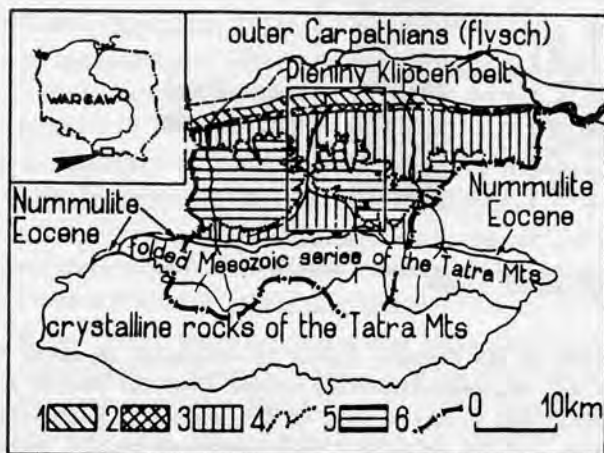 outer Carpathians (flysch)
Pieniny Klippen belt
WARSAW
Nummulite
Eocene
Nummulite
Eocene
folded Mesozoic series of the Tatra Mts
crystalline rocks of the Tatra Mts
1 2 3 4 5 6 0 10km